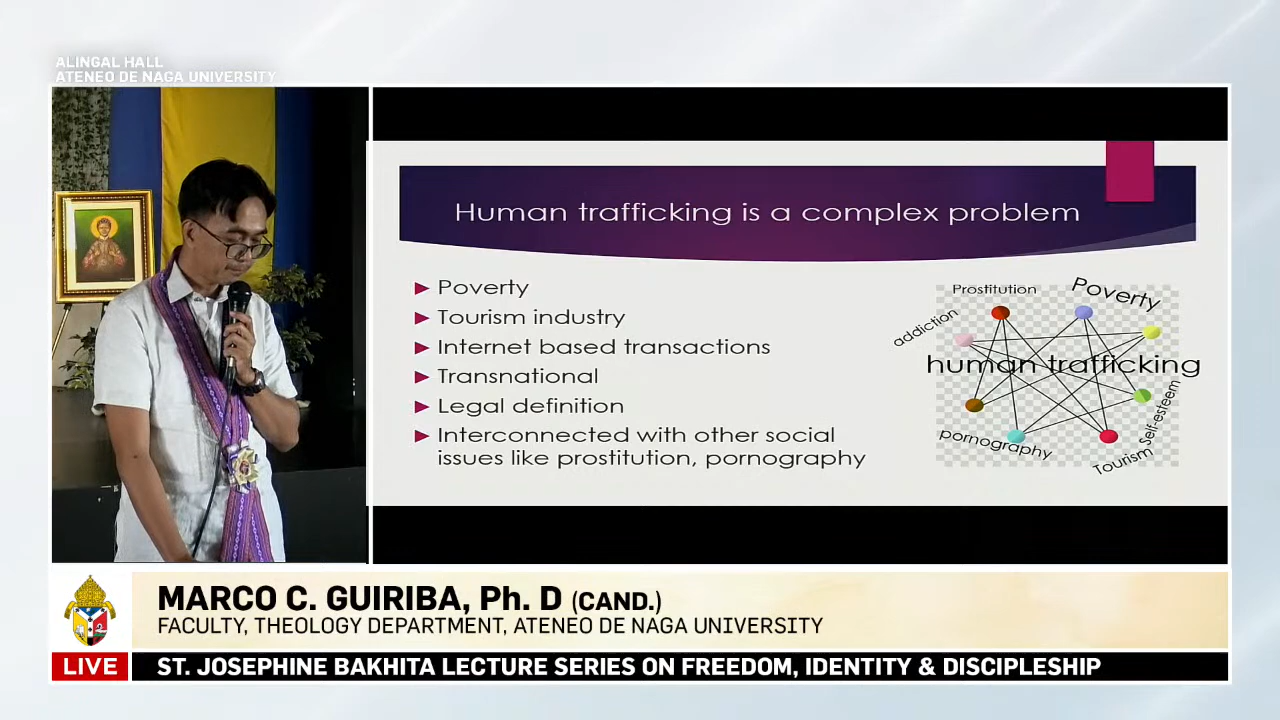 ALINGAL HALL
ATENEO DE NAGA UNIVERSITY
Human trafficking is a complex problem
Poverty
Tourism industry
Internet based transactions
Transnational
Legal definition
Interconnected with other social
issues like prostitution, pornography
Prostitution
Poverty
addiction
human trafficking
Self-esteem
pornography
Tourism
MARCO C. GUIRIBA, Ph. D (CAND.)
FACULTY, THEOLOGY DEPARTMENT, ATENEO DE NAGA UNIVERSITY
LIVE
ST. JOSEPHINE BAKHITA LECTURE SERIES ON FREEDOM, IDENTITY & DISCIPLESHIP